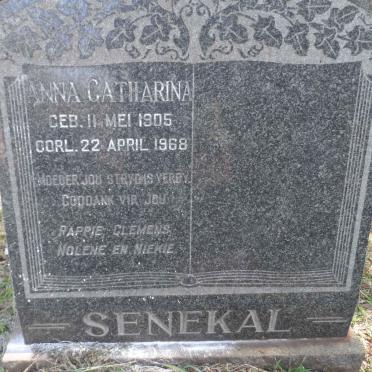 ANNA CATHARINA
GEB. 11 MEI 1905
OORL. 22 APRIL 1968
MOEDER JOU STRYD IS VERBY
GODDANK VIR JOU
RAPPIE, CLEMENS,
NOLENE EN NIEKIE
SENEKAL